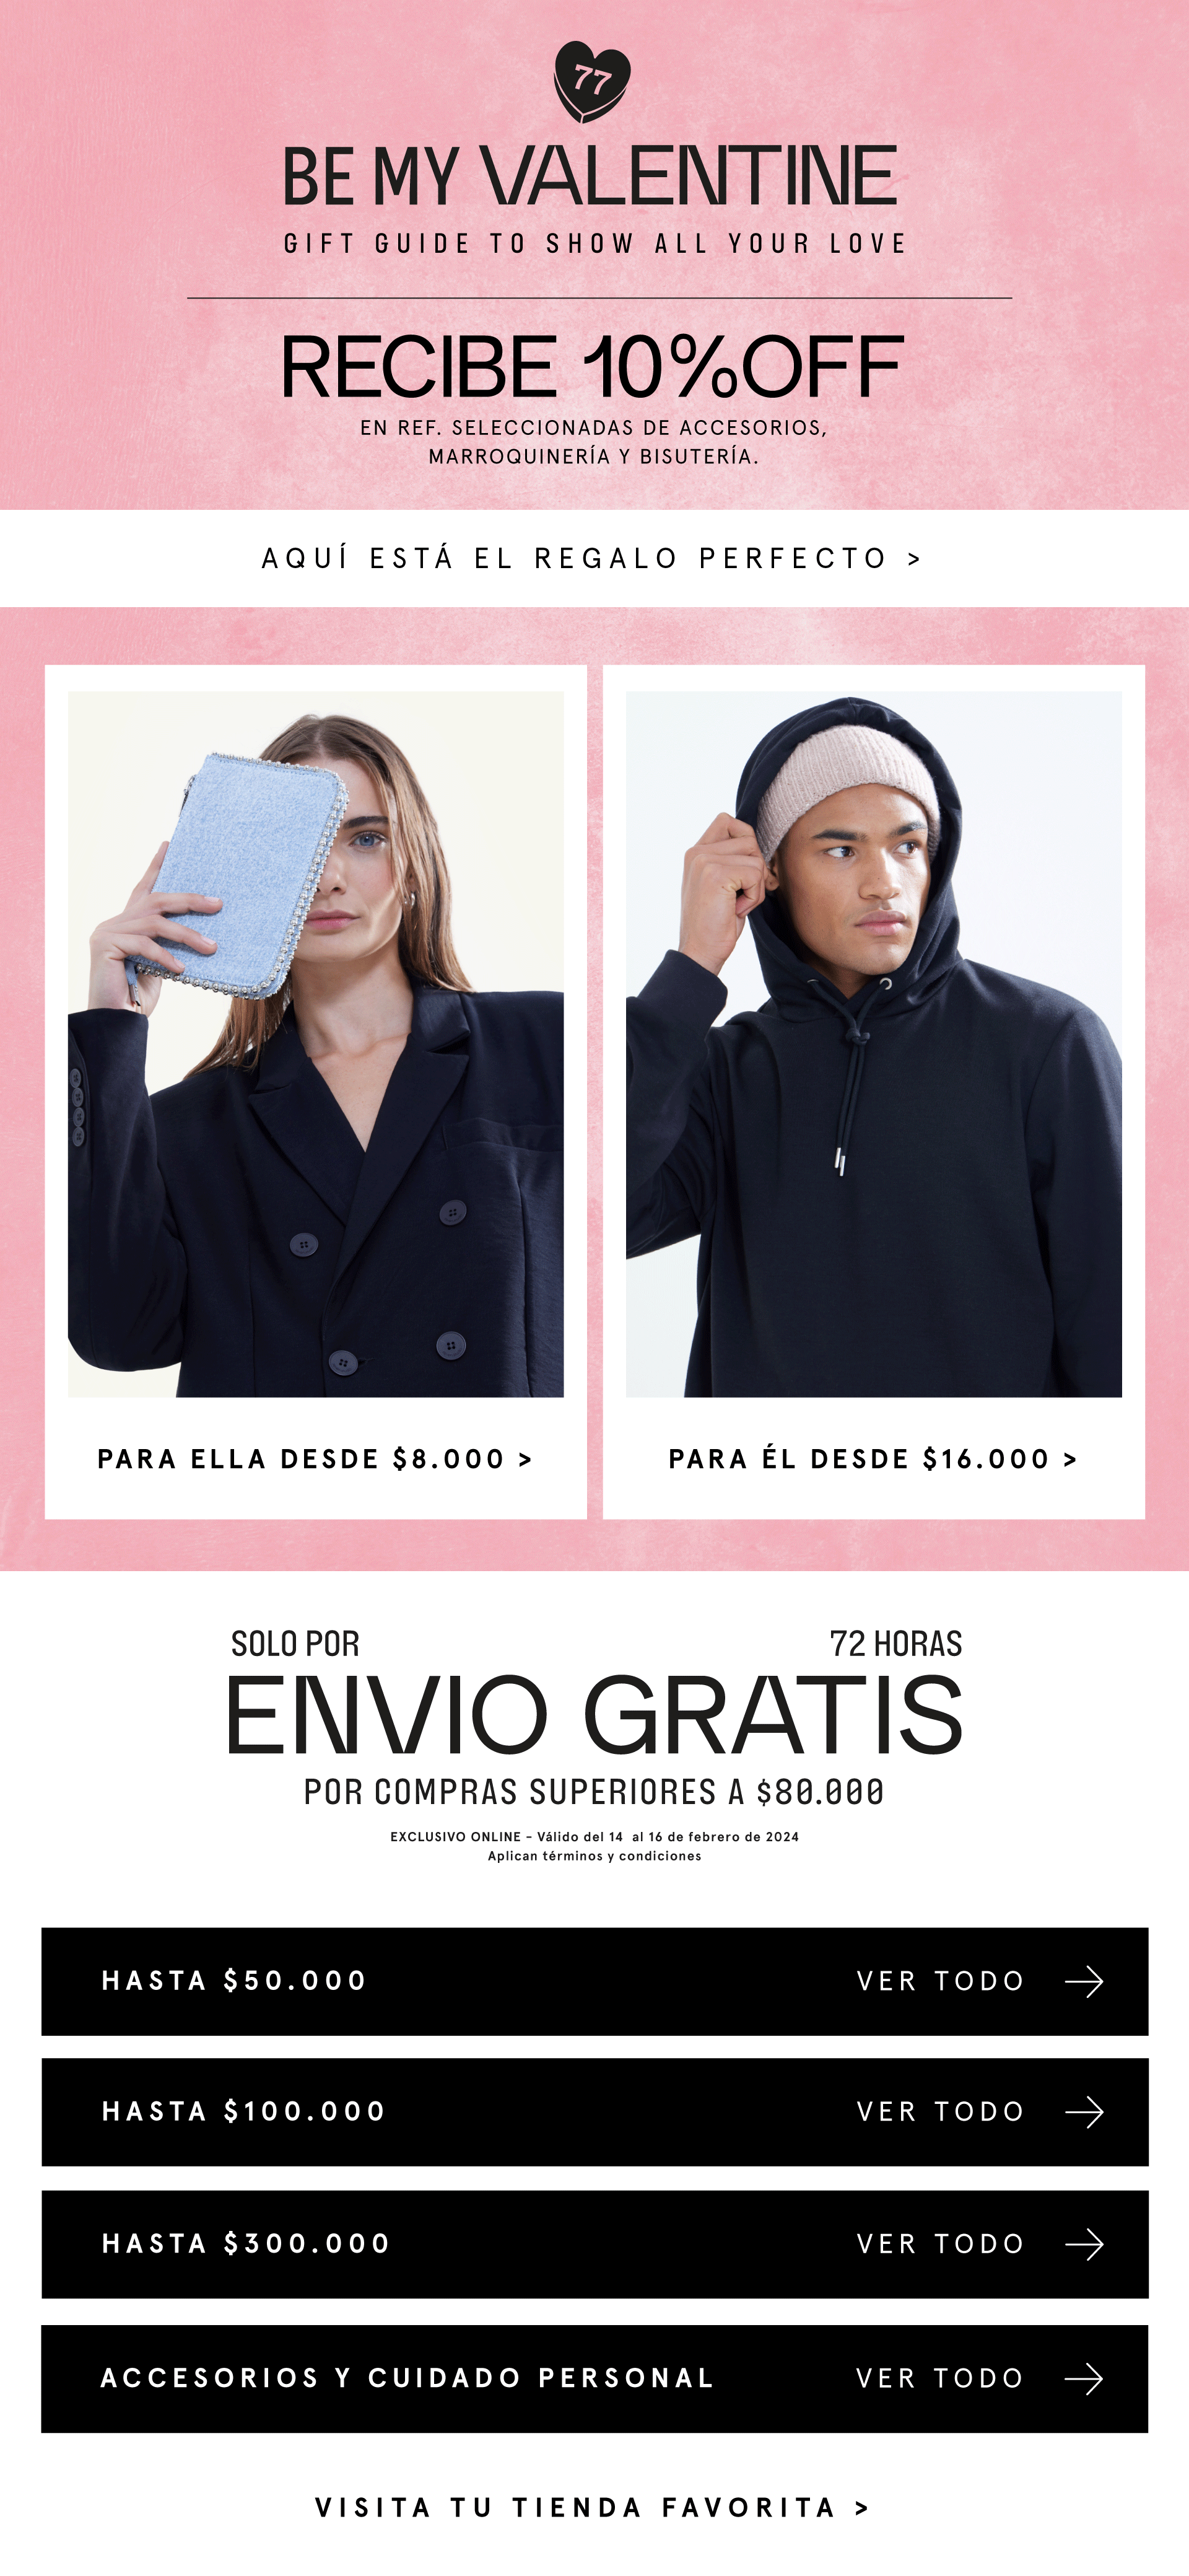 77
BE MY VALENTINE
GIFT GUIDE TO SHOW ALL YOUR LOVE
RECIBE 10%OFF
EN REF. SELECCIONADAS DE ACCESORIOS,
MARROQUINERÍA Y BISUTERÍA.
AQUÍ ESTÁ EL REGALO PERFECTO >
PARA ELLA DESDE $8.000 >
PARA ÉL DESDE $16.000 >
SOLO POR 72 HORAS
ENVIO GRATIS
POR COMPRAS SUPERIORES A $80.000
EXCLUSIVO ONLINE - Válido del 14 al 16 de febrero de 2024
Aplican términos y condiciones
HASTA $50.000 VER TODO →
HASTA $100.000 VER TODO →
HASTA $300.000 VER TODO →
ACCESORIOS Y CUIDADO PERSONAL VER TODO →
VISITA TU TIENDA FAVORITA >